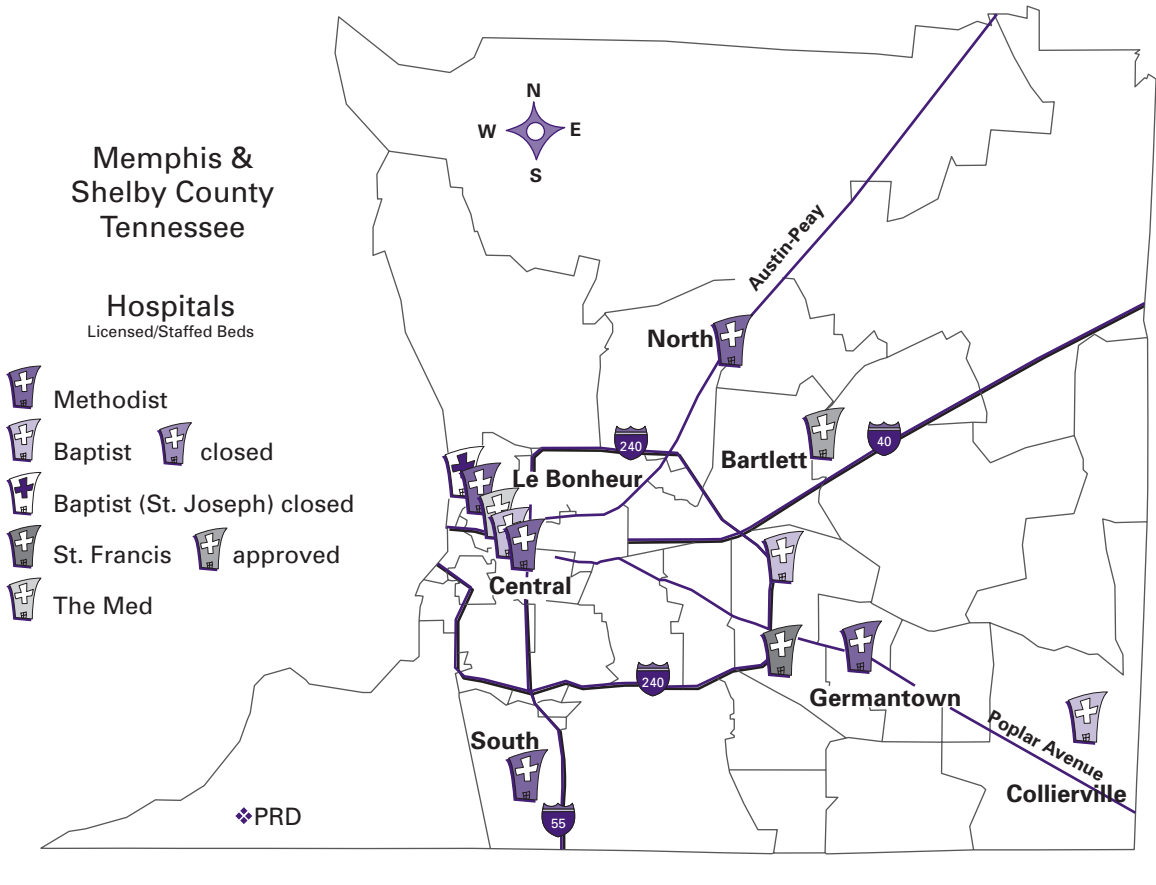 Memphis &
Shelby County
Tennessee
Hospitals
Licensed/Staffed Beds
Methodist
Baptist closed
Baptist (St. Joseph) closed
St. Francis approved
The Med
N
W E
S
Austin-Peay
North
240
40
Bartlett
Le Bonheur
Central
240
Germantown
South
Poplar Avenue
Collierville
PRD
55